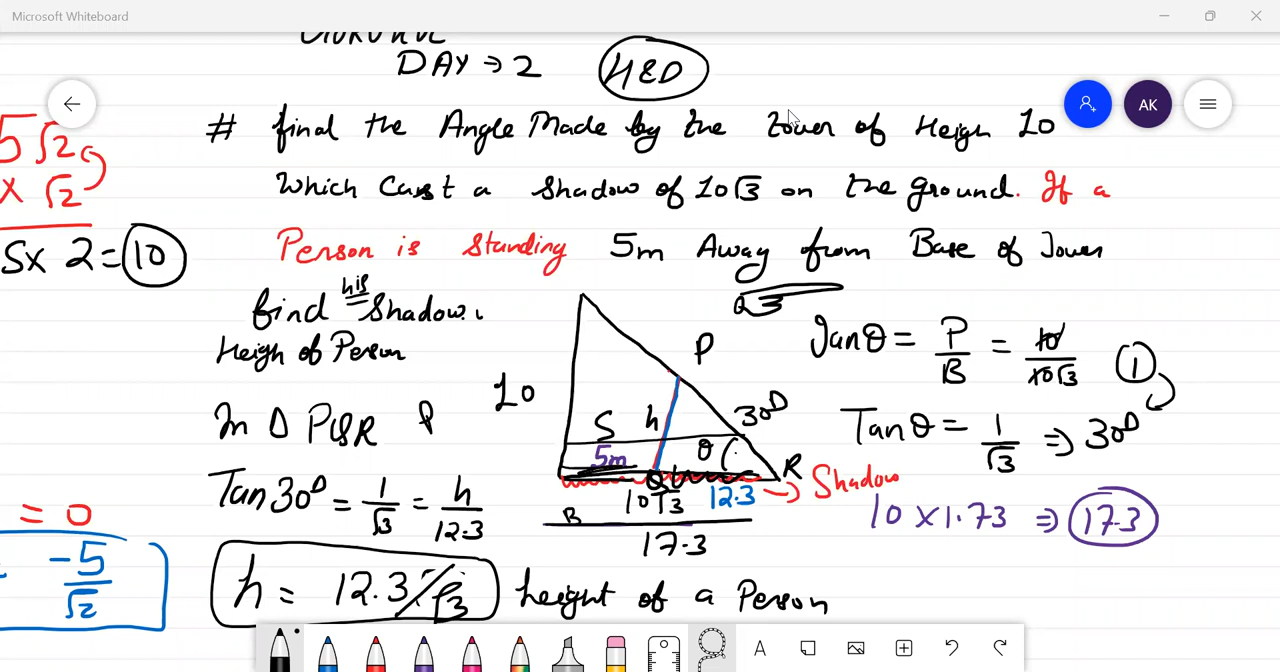 Microsoft Whiteboard
DAY → 2
H&D
AK
# find the Angle Made by the tower of Heigh 10
Which Cast a Shadow of 10√3 on the ground. If a
Person is Standing 5m Away from Base of Tower
find his Shadow.
Heigh of Person
5√2
× √2
5× 2 = 10
= 0
-5
√2
In Δ PQR
Tan 30° = 1/√3 = h/12.3
h = 12.3/√3 height of a Person
10
P
S
h
30°
5m
θ
R
Q
B
10√3
12.3 → Shadow
17.3
Tanθ = P/B = 10/10√3 1
Tanθ = 1/√3 ⇒ 30°
10 × 1.73 ⇒ 17.3
A